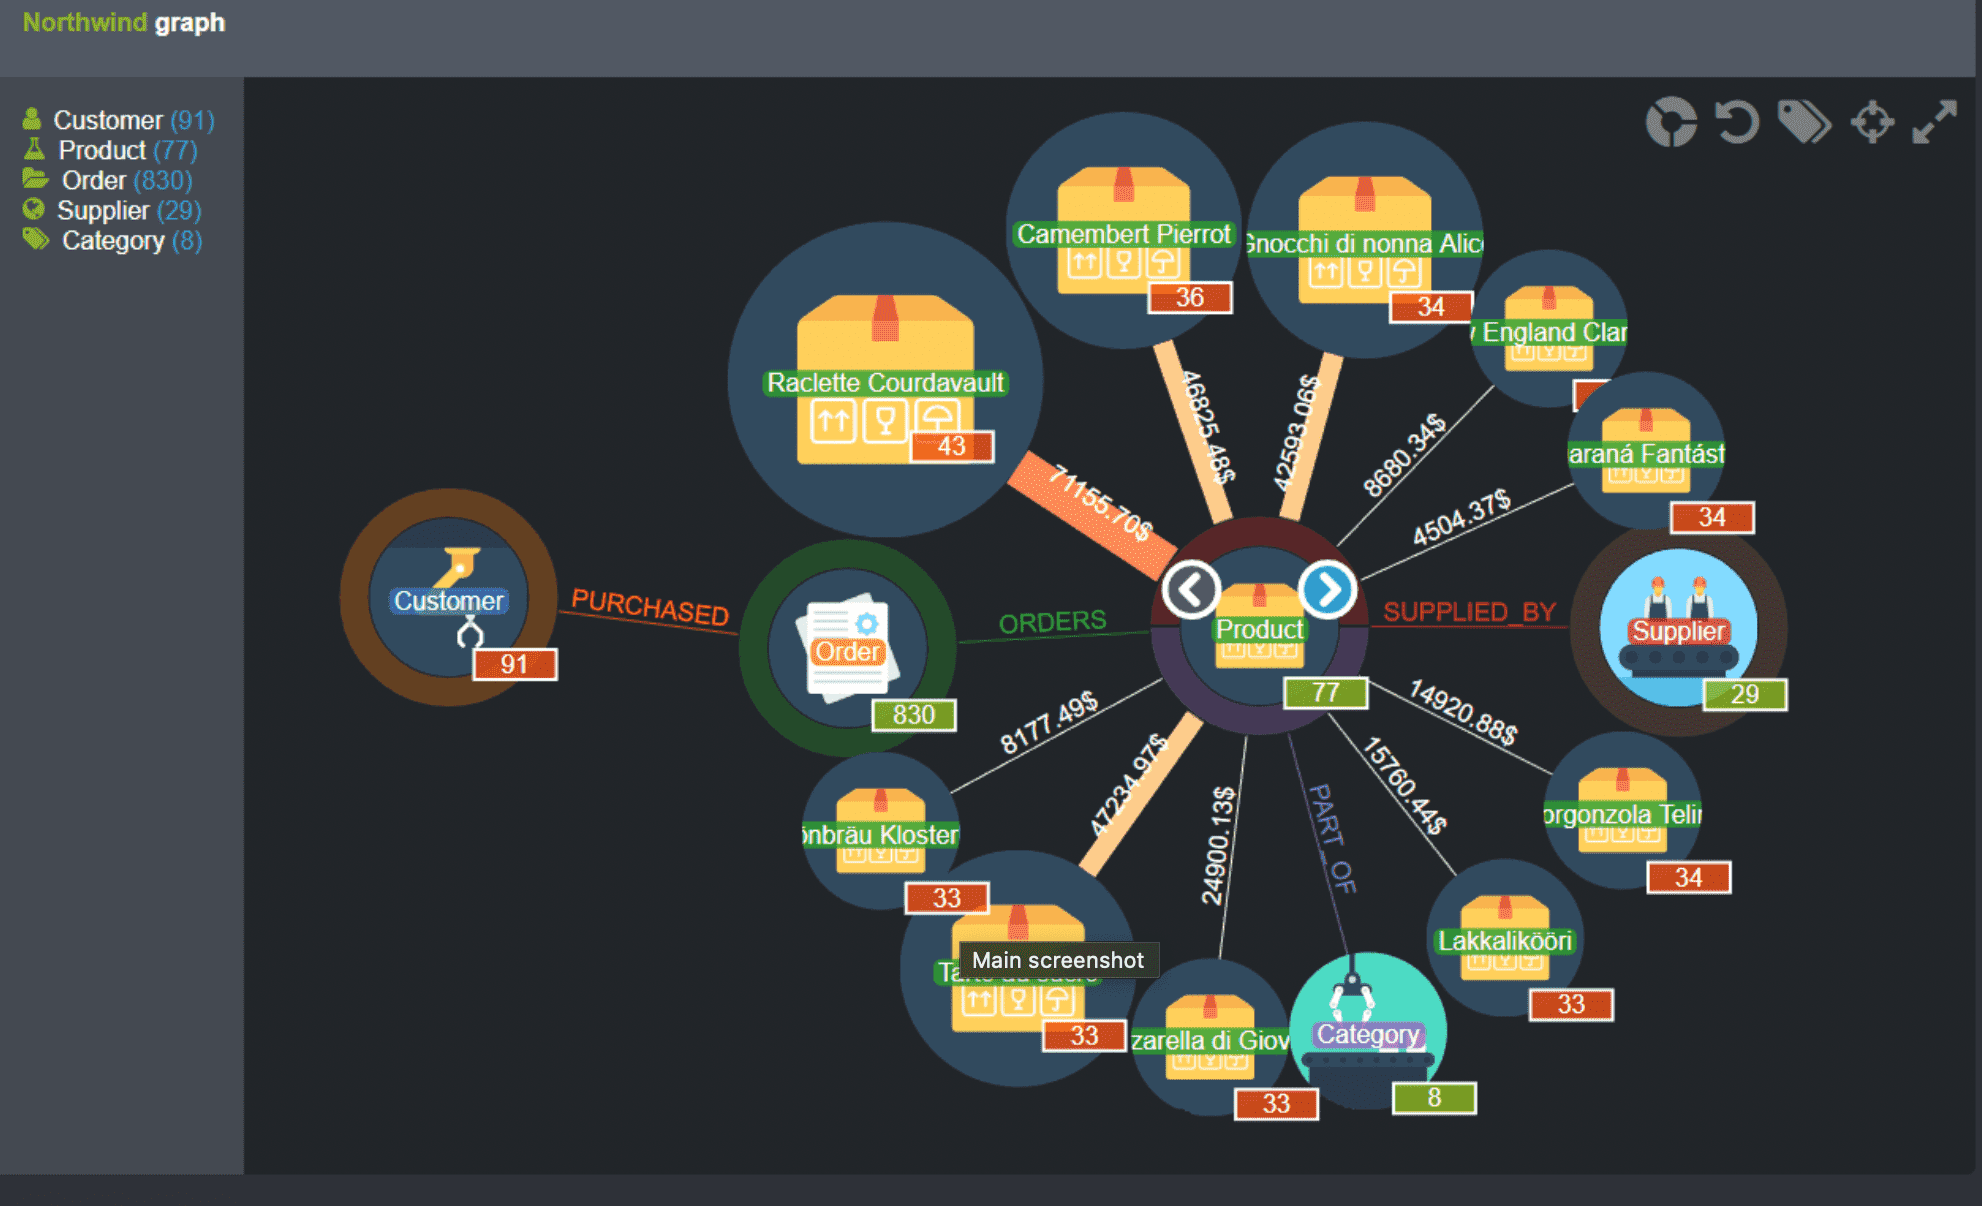 Northwind graph
Customer (91)
Product (77)
Order (830)
Supplier (29)
Category (8)
Camembert Pierrot
36
Gnocchi di nonna Alic
34
England Clar
Raclette Courdavault
43
araná Fantást
34
46825.48$
42593.06$
8680.34$
4504.37$
71155.70$
Customer
91
PURCHASED
Order
830
ORDERS
Product
77
SUPPLIED_BY
Supplier
29
8177.49$
47234.97$
24900.13$
PART_OF
15760.44$
14920.88$
önbräu Kloster
33
orgonzola Telin
34
Main screenshot
33
Lakkalikööri
33
zarella di Giov
33
Category
8